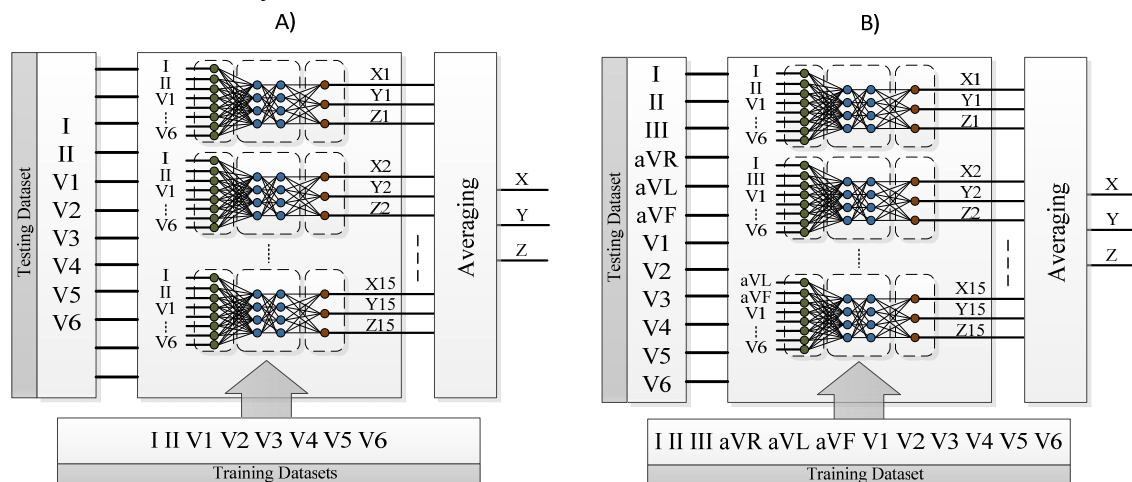 A)
Testing Dataset
I
II
V1
V2
V3
V4
V5
V6
I
II
V1
V6
X1
Y1
Z1
I
II
V1
V6
X2
Y2
Z2
I
II
V1
V6
X15
Y15
Z15
Averaging
X
Y
Z
I II V1 V2 V3 V4 V5 V6
Training Datasets
B)
Testing Dataset
I
II
III
aVR
aVL
aVF
V1
V2
V3
V4
V5
V6
I
II
V1
V6
X1
Y1
Z1
I
III
V1
V6
X2
Y2
Z2
aVL
aVF
V1
V6
X15
Y15
Z15
Averaging
X
Y
Z
I II III aVR aVL aVF V1 V2 V3 V4 V5 V6
Training Dataset